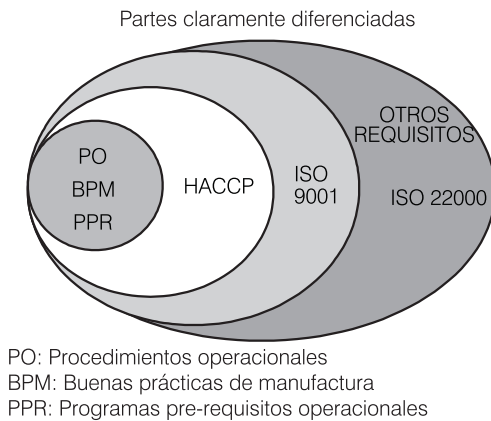 Partes claramente diferenciadas
OTROS
REQUISITOS
PO
BPM
PPR
HACCP
ISO
9001
ISO 22000
PO: Procedimientos operacionales
BPM: Buenas prácticas de manufactura
PPR: Programas pre-requisitos operacionales